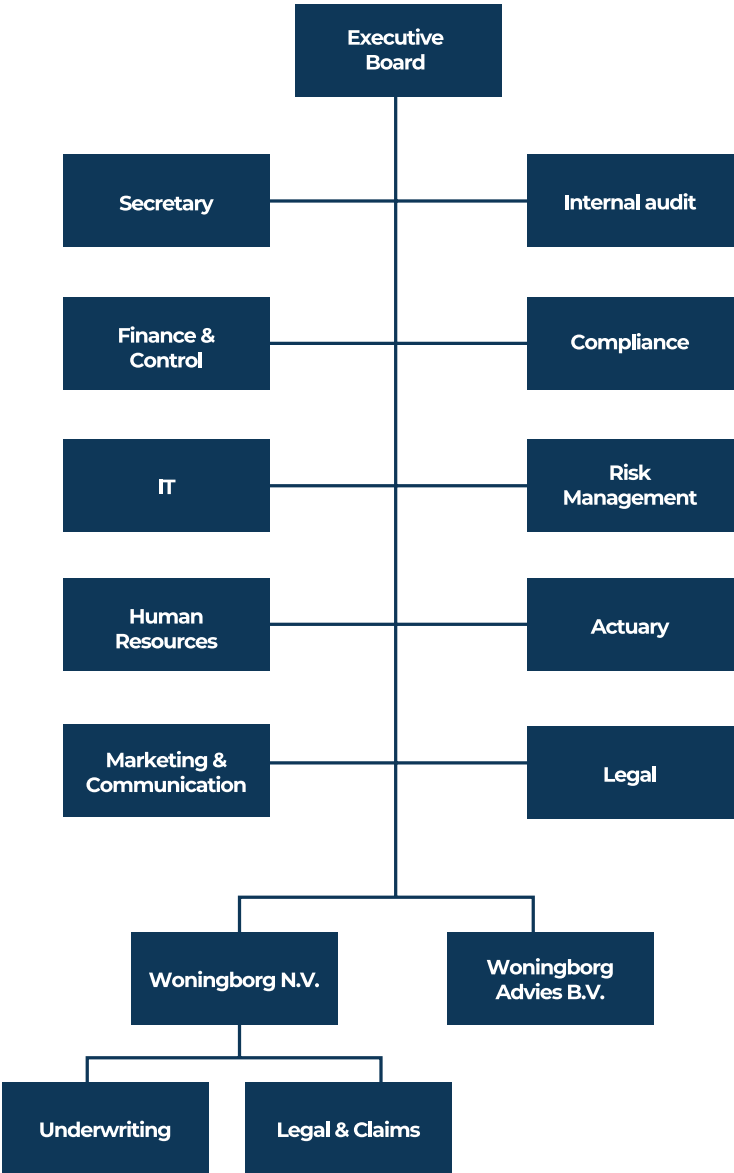 Executive
Board
Secretary
Internal audit
Finance &
Control
Compliance
IT
Risk
Management
Human
Resources
Actuary
Marketing &
Communication
Legal
Woningborg N.V.
Woningborg
Advies B.V.
Underwriting
Legal & Claims